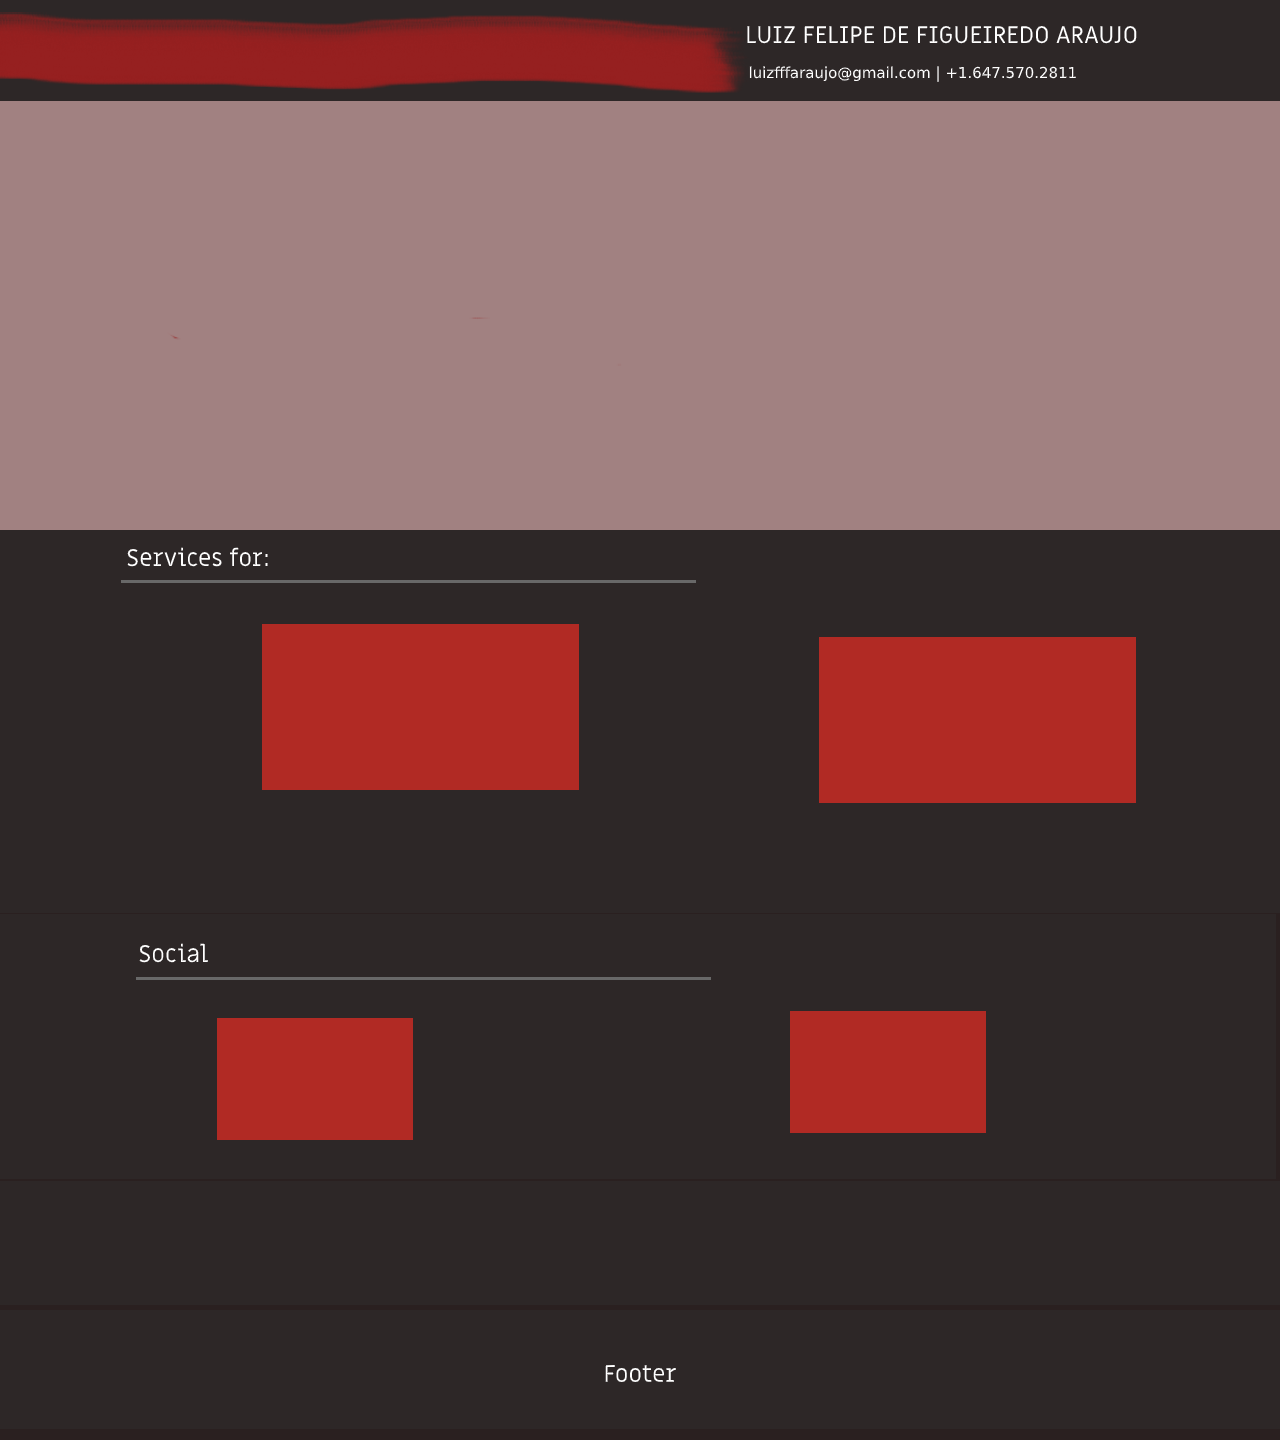 LUIZ FELIPE DE FIGUEIREDO ARAUJO
luizfffaraujo@gmail.com | +1.647.570.2811
Services for:
Social
Footer